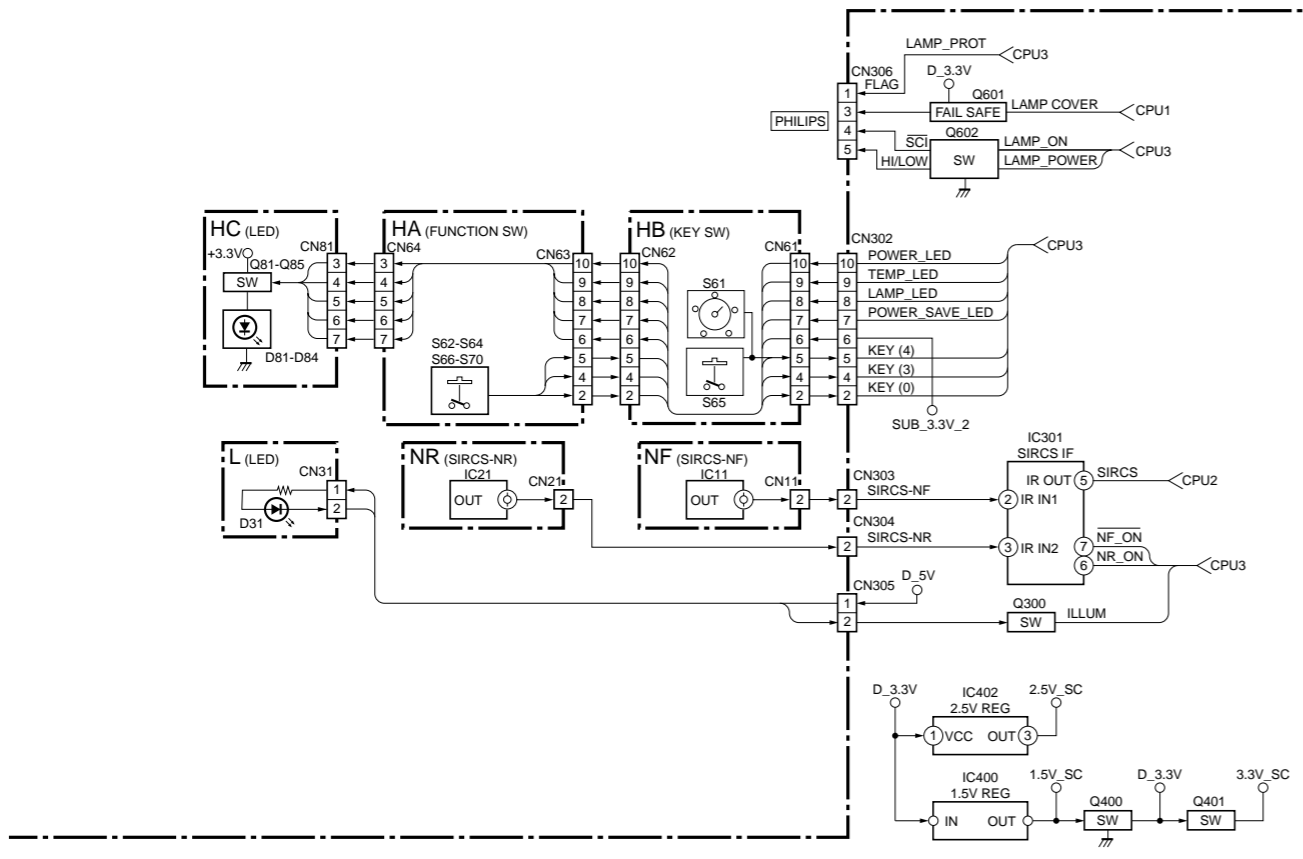 LAMP_PROT
CPU3
CN306
FLAG
D_3.3V
Q601
1
3
FAIL SAFE
LAMP COVER
CPU1
PHILIPS
4
5
SCI
HI/LOW
Q602
SW
LAMP_ON
LAMP_POWER
CPU3
HC (LED)
+3.3V
CN81
Q81-Q85
SW
3
4
5
6
7
D81-D84
HA (FUNCTION SW)
CN64
CN63
3
4
5
6
7
10
9
8
7
6
5
4
2
S62-S64
S66-S70
HB (KEY SW)
CN62
CN61
10
9
8
7
6
5
4
2
S61
S65
10
9
8
7
6
5
4
2
CN302
10
9
8
7
6
5
4
2
POWER_LED
TEMP_LED
LAMP_LED
POWER_SAVE_LED
KEY (4)
KEY (3)
KEY (0)
CPU3
SUB_3.3V_2
L (LED)
CN31
1
2
D31
NR (SIRCS-NR)
IC21
OUT
CN21
2
NF (SIRCS-NF)
IC11
OUT
CN11
2
CN303
2
SIRCS-NF
CN304
2
SIRCS-NR
IC301
SIRCS IF
IR OUT 5
SIRCS
CPU2
2 IR IN1
3 IR IN2
7
NF_ON
6
NR_ON
CPU3
CN305
D_5V
1
2
Q300
SW
ILLUM
D_3.3V
IC402
2.5V REG
2.5V_SC
1 VCC OUT 3
IC400
1.5V REG
1.5V_SC
IN OUT
Q400
SW
D_3.3V
Q401
SW
3.3V_SC